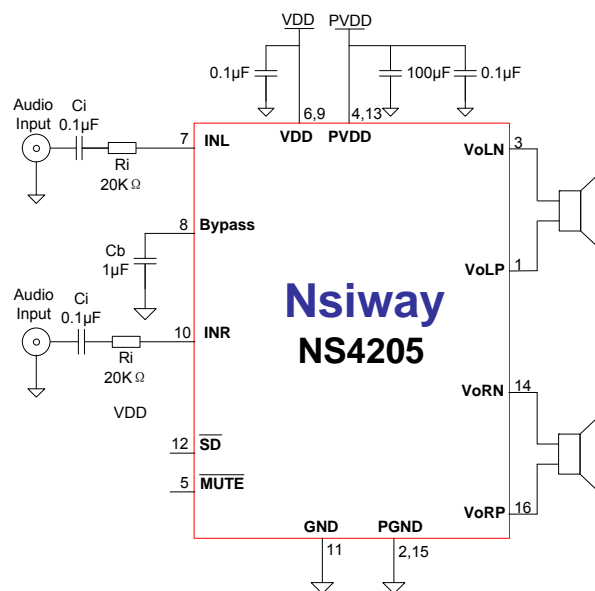 VDD PVDD
0.1µF 100µF 0.1µF
Audio
Input
Ci
0.1µF
Ri
20KΩ
6,9 4,13
VDD PVDD
7 INL
VoLN 3
8 Bypass
Cb
1µF
VoLP 1
Audio
Input
Ci
0.1µF
Ri
20KΩ
10 INR
Nsiway
NS4205
VDD
VoRN 14
12 SD
5 MUTE
VoRP 16
GND PGND
11 2,15